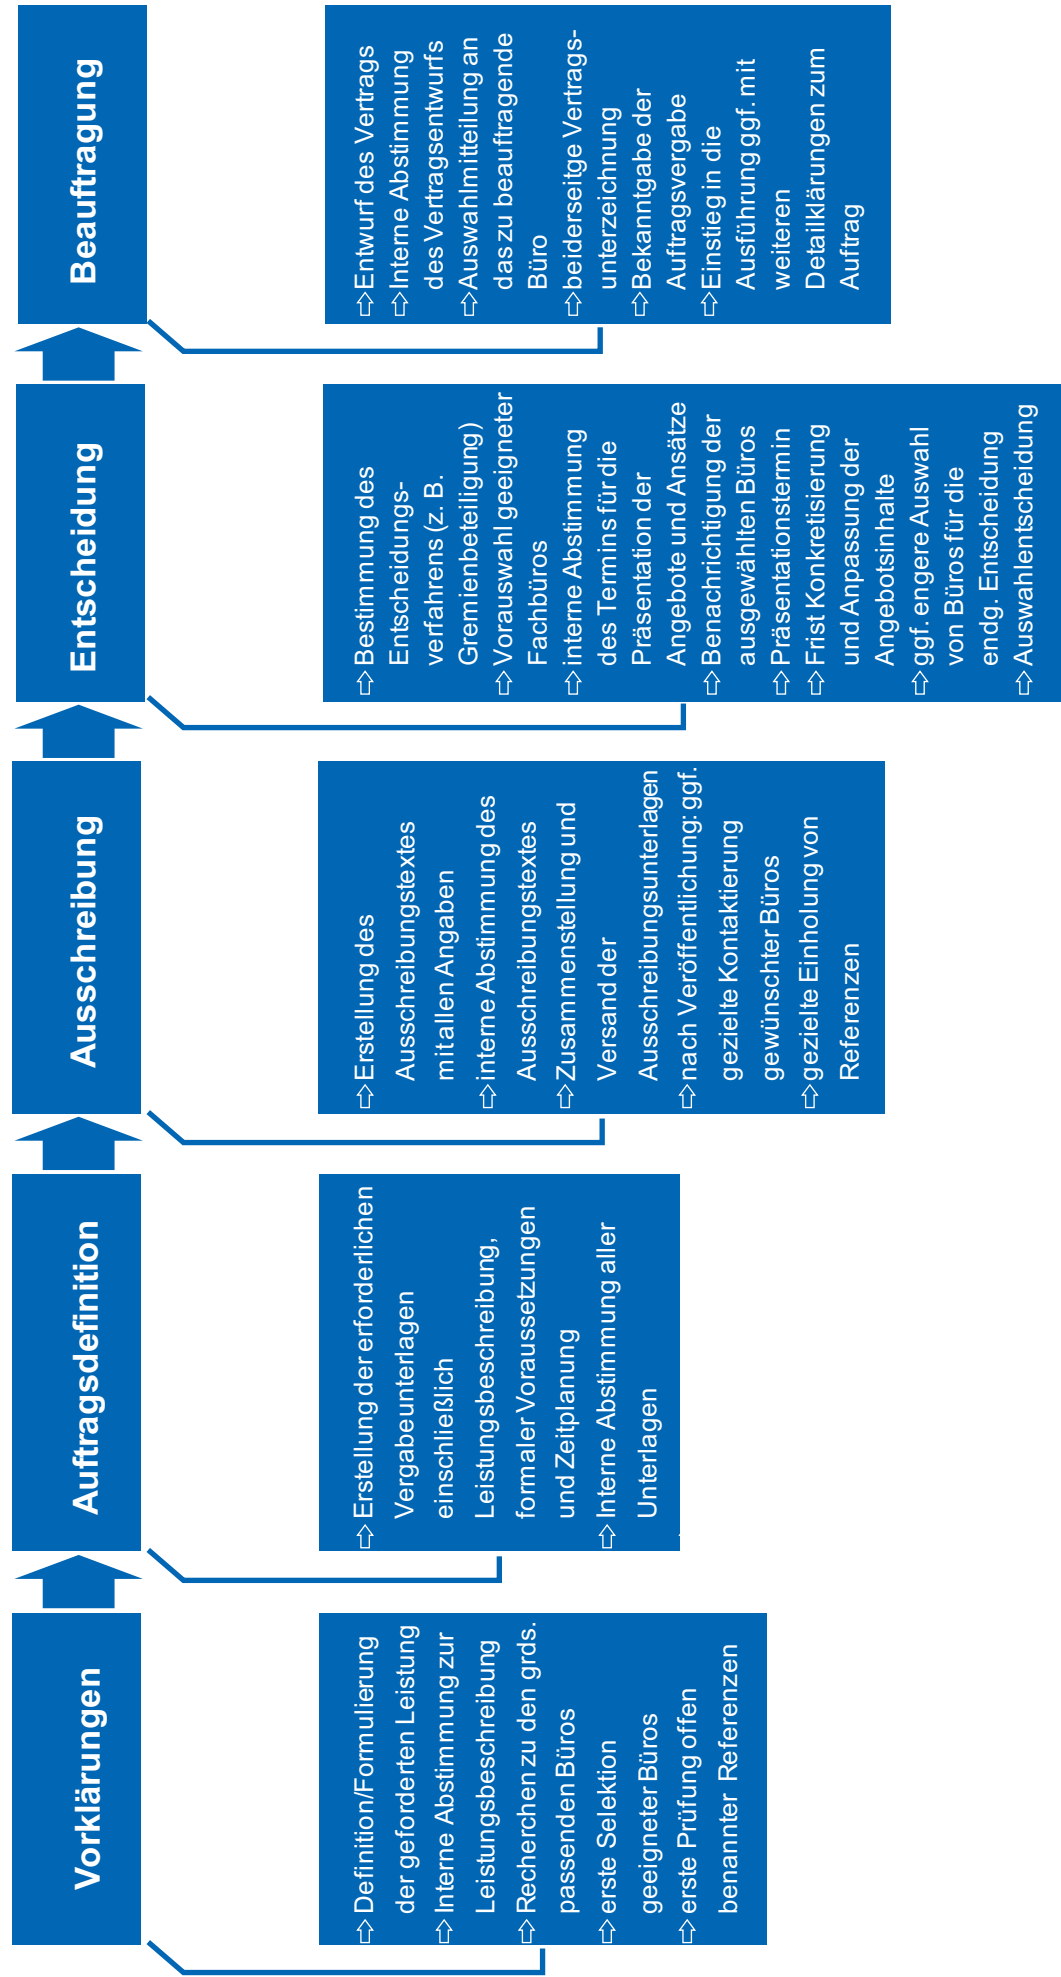 Vorklärungen
⇨Definition/Formulierung
der geforderten Leistung
⇨Interne Abstimmung zur
Leistungsbeschreibung
⇨Recherchen zu den grds.
passenden Büros
⇨erste Selektion
geeigneter Büros
⇨erste Prüfung offen
benannter Referenzen
Auftragsdefinition
⇨Erstellung der erforderlichen
Vergabeunterlagen
einschließlich
Leistungsbeschreibung,
formaler Voraussetzungen
und Zeitplanung
⇨Interne Abstimmung aller
Unterlagen
Ausschreibung
⇨Erstellung des
Ausschreibungstextes
mit allen Angaben
⇨interne Abstimmung des
Ausschreibungstextes
⇨Zusammenstellung und
Versand der
Ausschreibungsunterlagen
⇨nach Veröffentlichung: ggf.
gezielte Kontaktierung
gewünschter Büros
⇨gezielte Einholung von
Referenzen
Entscheidung
⇨Bestimmung des
Entscheidungs-
verfahrens (z. B.
Gremienbeteiligung)
⇨Vorauswahl geeigneter
Fachbüros
⇨interne Abstimmung
des Termins für die
Präsentation der
Angebote und Ansätze
⇨Benachrichtigung der
ausgewählten Büros
⇨Präsentationstermin
⇨Frist Konkretisierung
und Anpassung der
Angebotsinhalte
⇨ggf. engere Auswahl
von Büros für die
endg. Entscheidung
⇨Auswahlentscheidung
Beauftragung
⇨Entwurf des Vertrags
⇨Interne Abstimmung
des Vertragsentwurfs
⇨Auswahlmitteilung an
das zu beauftragende
Büro
⇨beiderseitge Vertrags-
unterzeichnung
⇨Bekanntgabe der
Auftragsvergabe
⇨Einstieg in die
Ausführung ggf. mit
weiteren
Detailklärungen zum
Auftrag